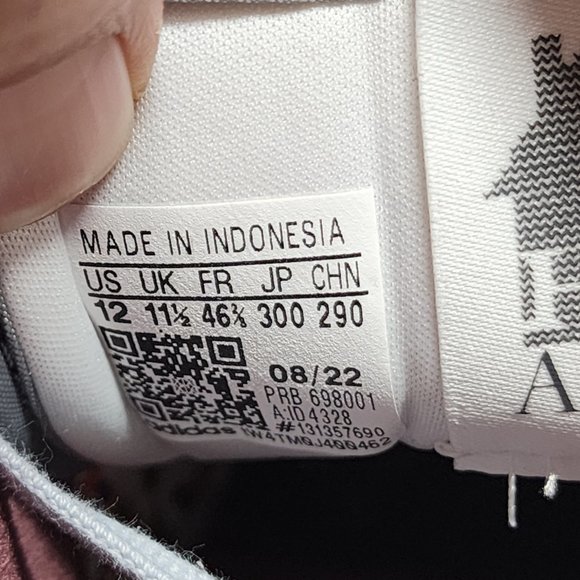 MADE IN INDONESIA
US UK FR JP CHN
12 11½ 46⅔ 300 290
08/22
PRB 698001
A:ID4328
#131357690
adidas
A